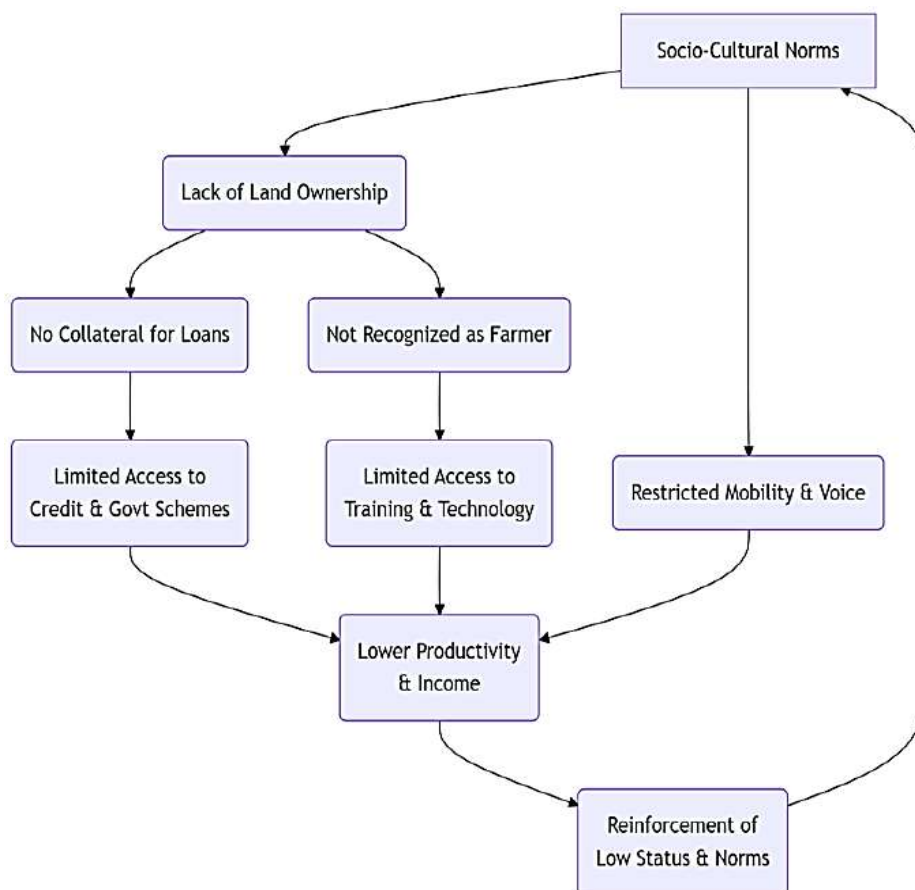 Socio-Cultural Norms
Lack of Land Ownership
No Collateral for Loans
Not Recognized as Farmer
Limited Access to
Credit & Govt Schemes
Limited Access to
Training & Technology
Restricted Mobility & Voice
Lower Productivity
& Income
Reinforcement of
Low Status & Norms